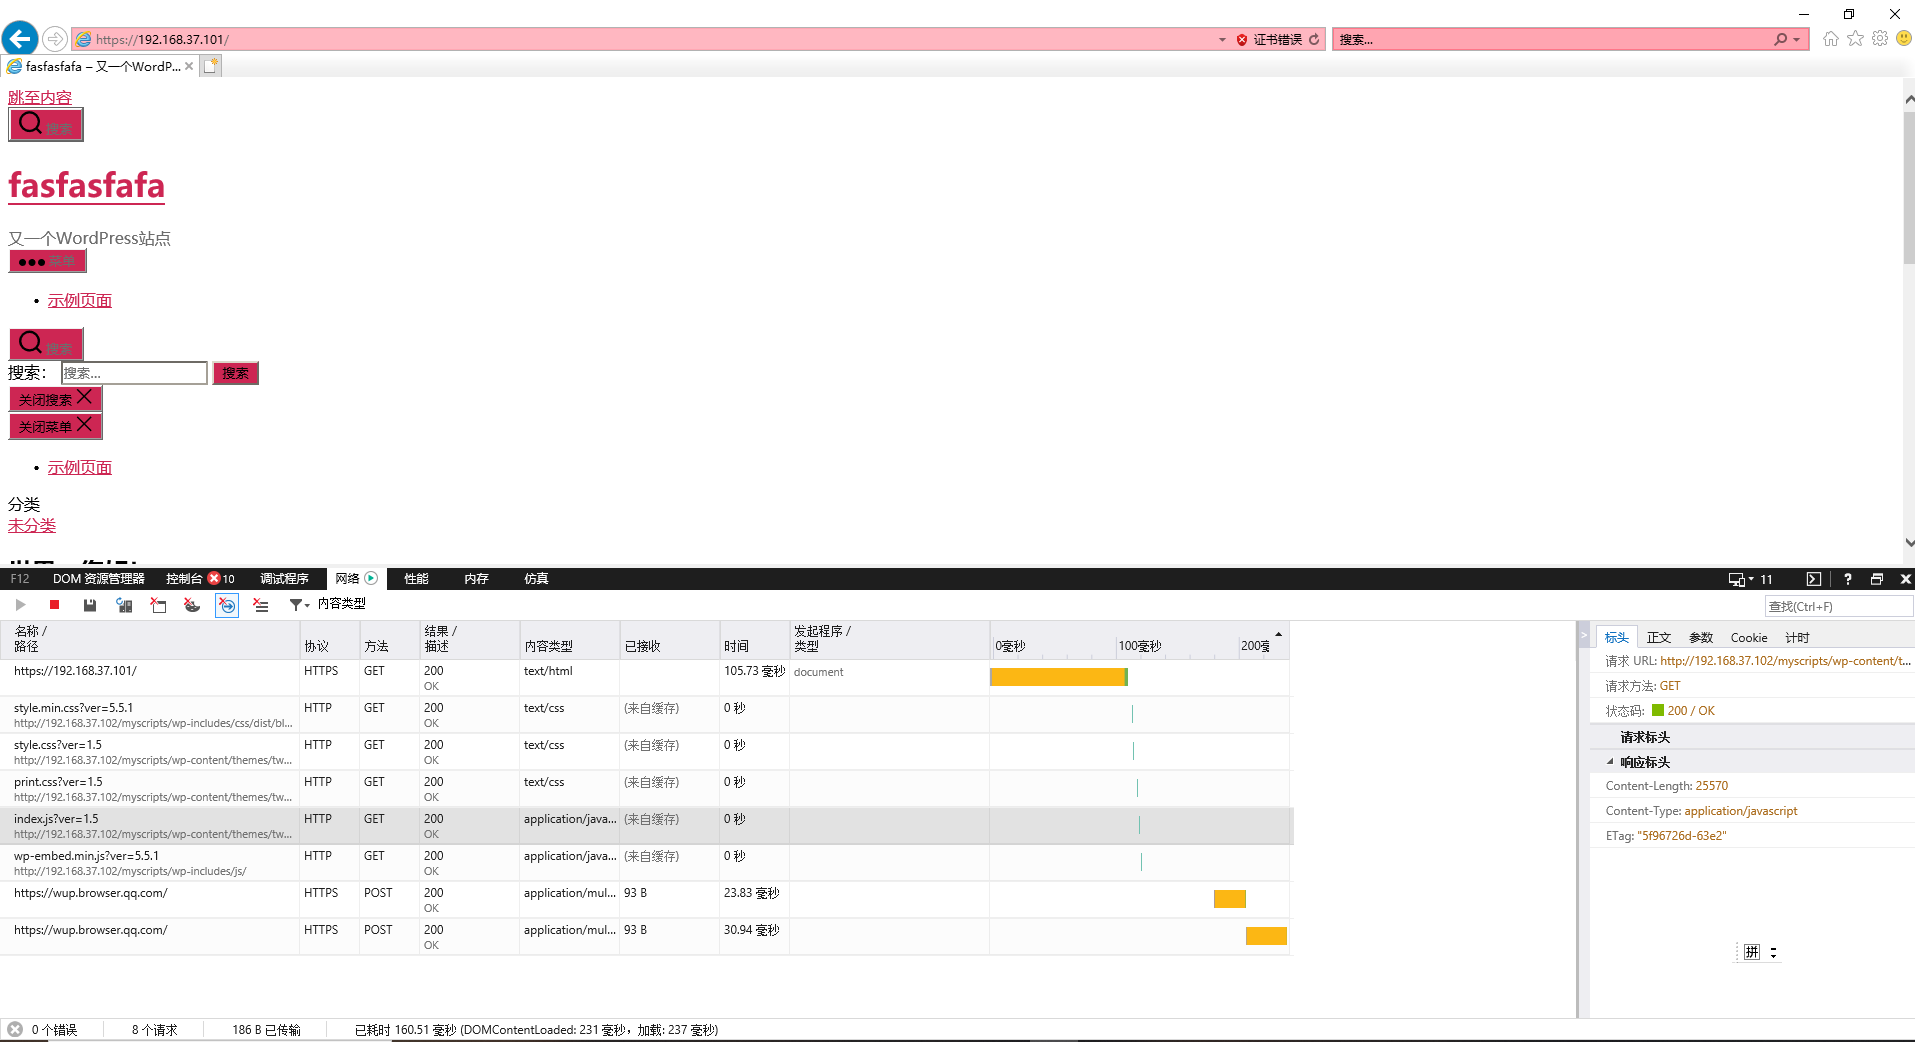 https://192.168.37.101/
证书错误
搜索...
fasfasfafa – 又一个WordP...
跳至内容
搜索
fasfasfafa
又一个WordPress站点
菜单
示例页面
搜索
搜索：
搜索...
搜索
关闭搜索
关闭菜单
示例页面
分类
未分类
F12 DOM 资源管理器 控制台 10 调试程序 网络 性能 内存 仿真 11 ?
内容类型
查找(Ctrl+F)
名称 /
路径 协议 方法 结果 /
描述 内容类型 已接收 时间 发起程序 /
类型 0毫秒 100毫秒 200毫
https://192.168.37.101/ HTTPS GET 200 text/html 105.73 毫秒 document
OK
style.min.css?ver=5.5.1 HTTP GET 200 text/css (来自缓存) 0 秒
http://192.168.37.102/myscripts/wp-includes/css/dist/bl... OK
style.css?ver=1.5 HTTP GET 200 text/css (来自缓存) 0 秒
http://192.168.37.102/myscripts/wp-content/themes/tw... OK
print.css?ver=1.5 HTTP GET 200 text/css (来自缓存) 0 秒
http://192.168.37.102/myscripts/wp-content/themes/tw... OK
index.js?ver=1.5 HTTP GET 200 application/java... (来自缓存) 0 秒
http://192.168.37.102/myscripts/wp-content/themes/tw... OK
wp-embed.min.js?ver=5.5.1 HTTP GET 200 application/java... (来自缓存) 0 秒
http://192.168.37.102/myscripts/wp-includes/js/ OK
https://wup.browser.qq.com/ HTTPS POST 200 application/mul... 93 B 23.83 毫秒
OK
https://wup.browser.qq.com/ HTTPS POST 200 application/mul... 93 B 30.94 毫秒
OK
标头 正文 参数 Cookie 计时
请求 URL: http://192.168.37.102/myscripts/wp-content/t...
请求方法: GET
状态码: 200 / OK
请求标头
响应标头
Content-Length: 25570
Content-Type: application/javascript
ETag: "5f96726d-63e2"
拼
0 个错误 8 个请求 186 B 已传输 已耗时 160.51 毫秒 (DOMContentLoaded: 231 毫秒，加载: 237 毫秒)